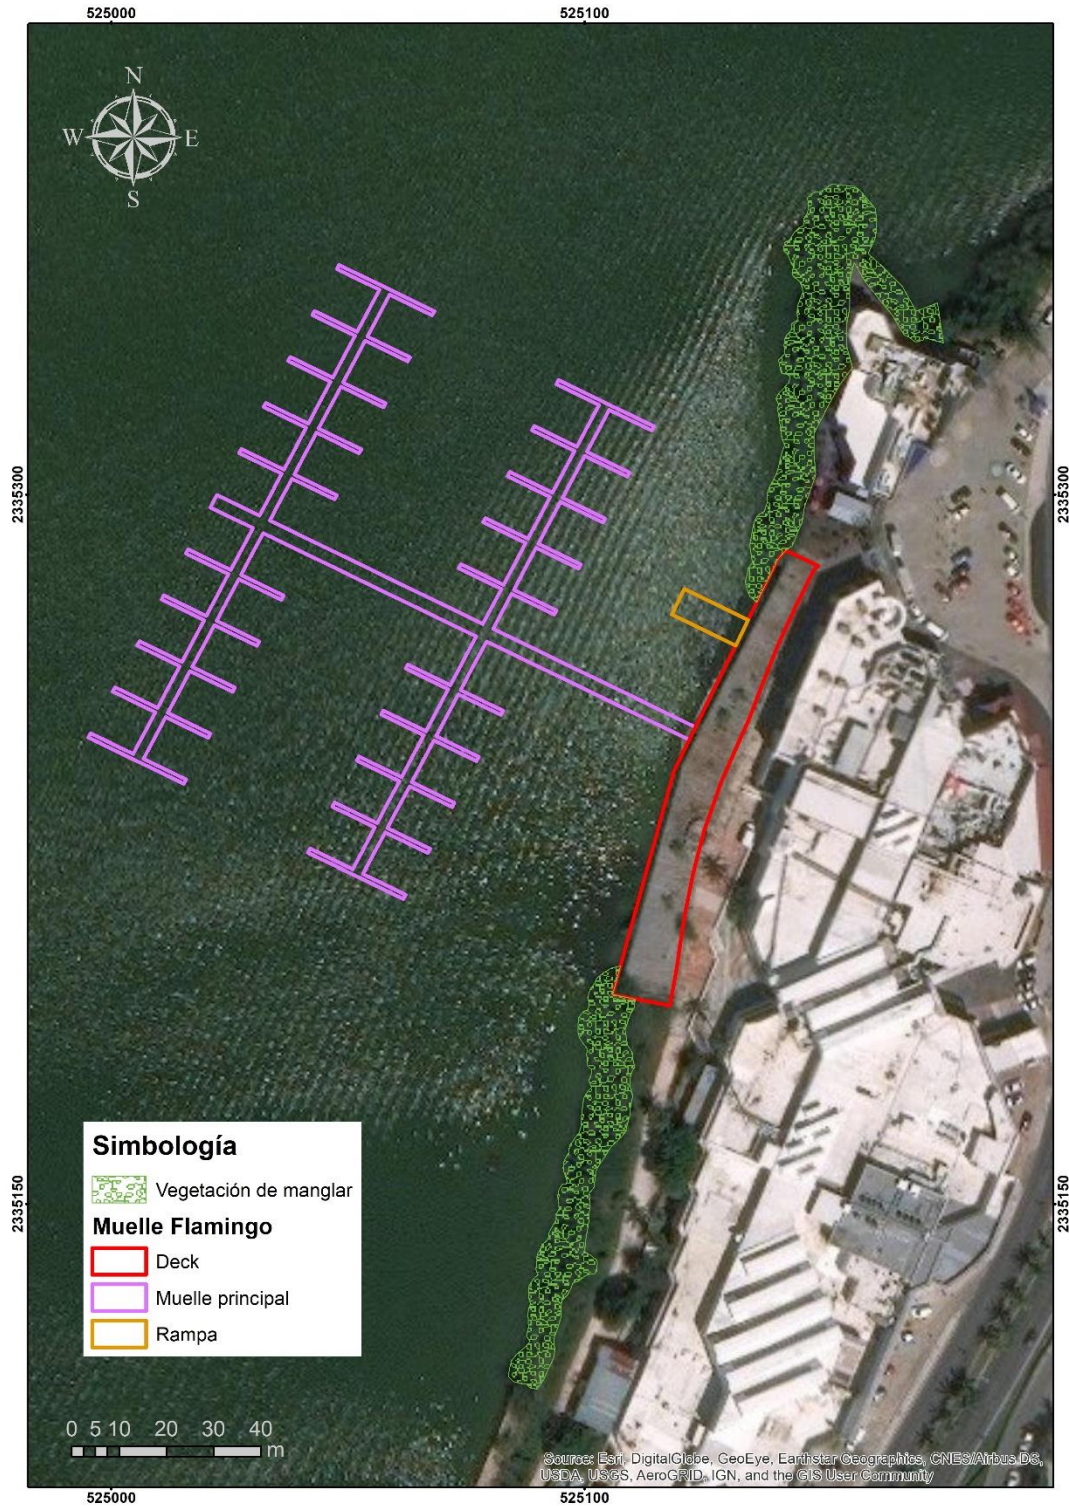 525000
525100
N
W
E
S
2335300
2335300
2335150
2335150
Simbología
Vegetación de manglar
Muelle Flamingo
Deck
Muelle principal
Rampa
0 5 10 20 30 40
m
Source: Esri, DigitalGlobe, GeoEye, Earthstar Geographics, CNES/Airbus DS,
USDA, USGS, AeroGRID, IGN, and the GIS User Community
525000
525100